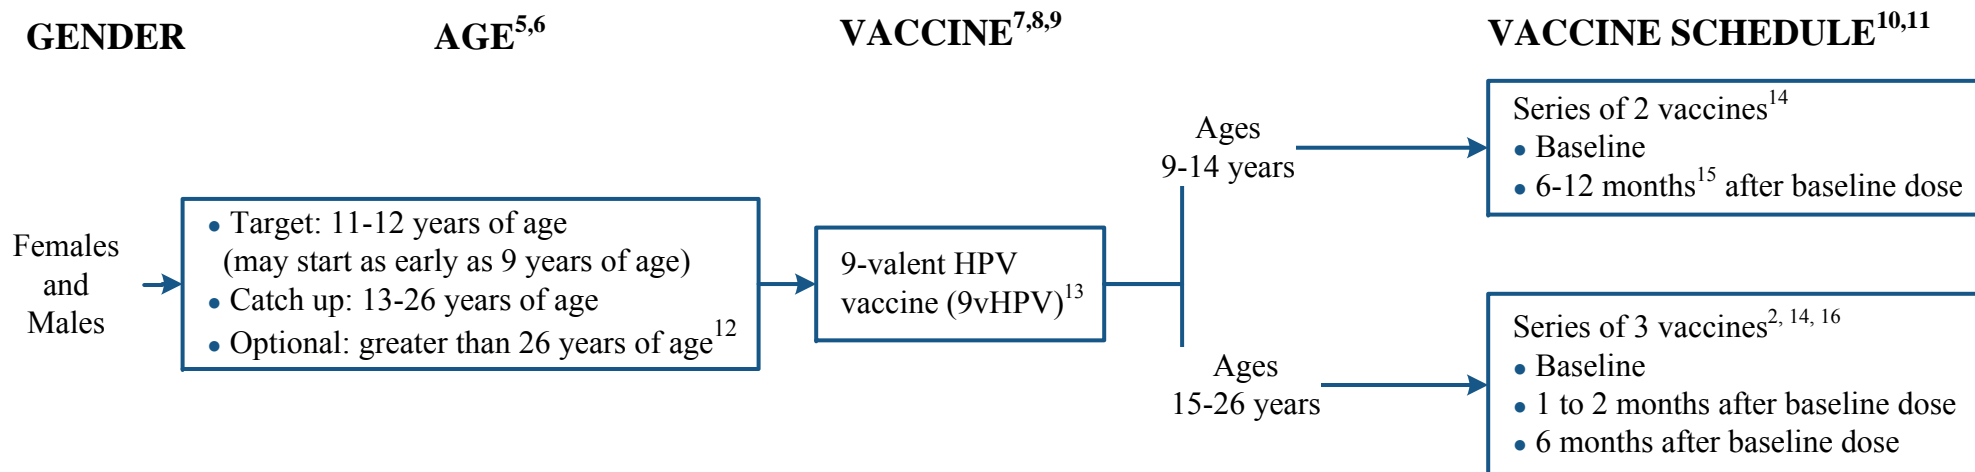 GENDER
AGE5,6
VACCINE7,8,9
VACCINE SCHEDULE10,11
Females
and
Males
• Target: 11-12 years of age
(may start as early as 9 years of age)
• Catch up: 13-26 years of age
• Optional: greater than 26 years of age12
9-valent HPV
vaccine (9vHPV)13
Ages
9-14 years
Series of 2 vaccines14
• Baseline
• 6-12 months15 after baseline dose
Ages
15-26 years
Series of 3 vaccines2, 14, 16
• Baseline
• 1 to 2 months after baseline dose
• 6 months after baseline dose